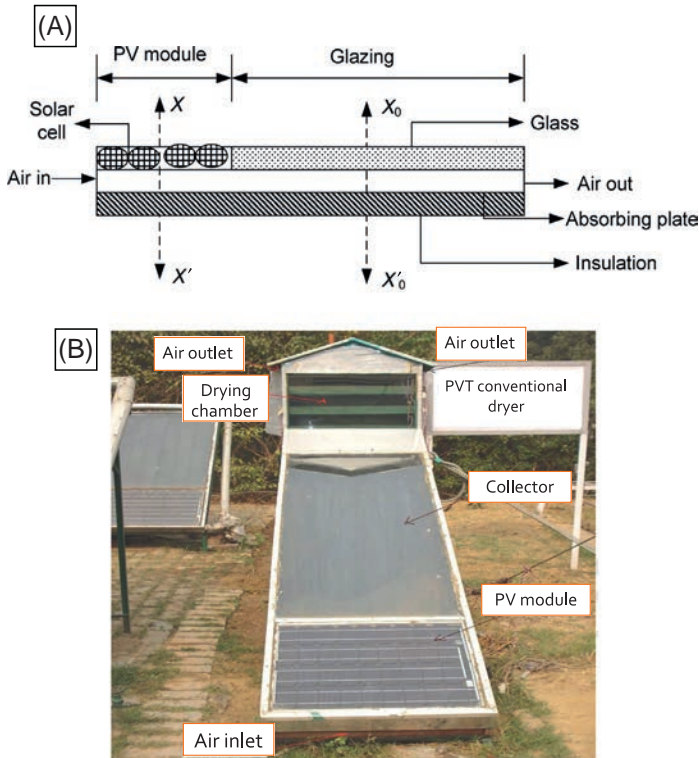 (A)
PV module
Glazing
Solar
cell
X
X₀
Glass
Air in
Air out
Absorbing plate
X′
X′₀
Insulation
(B)
Air outlet
Air outlet
Drying
chamber
PVT conventional
dryer
Collector
PV module
Air inlet